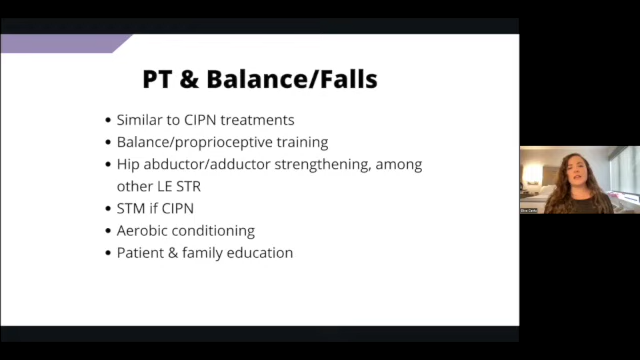 PT & Balance/Falls
• Similar to CIPN treatments
• Balance/proprioceptive training
• Hip abductor/adductor strengthening, among
other LE STR
• STM if CIPN
• Aerobic conditioning
• Patient & family education